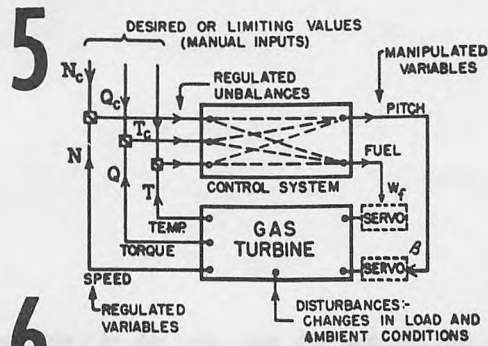 5
DESIRED OR LIMITING VALUES
(MANUAL INPUTS)
Nc
Qc
Tc
REGULATED
UNBALANCES
MANIPULATED
VARIABLES
PITCH
FUEL
CONTROL SYSTEM
N
Q
T
Wf
TEMP.
TORQUE
SPEED
GAS
TURBINE
SERVO
SERVO
β
REGULATED
VARIABLES
DISTURBANCES:-
CHANGES IN LOAD AND
AMBIENT CONDITIONS
6